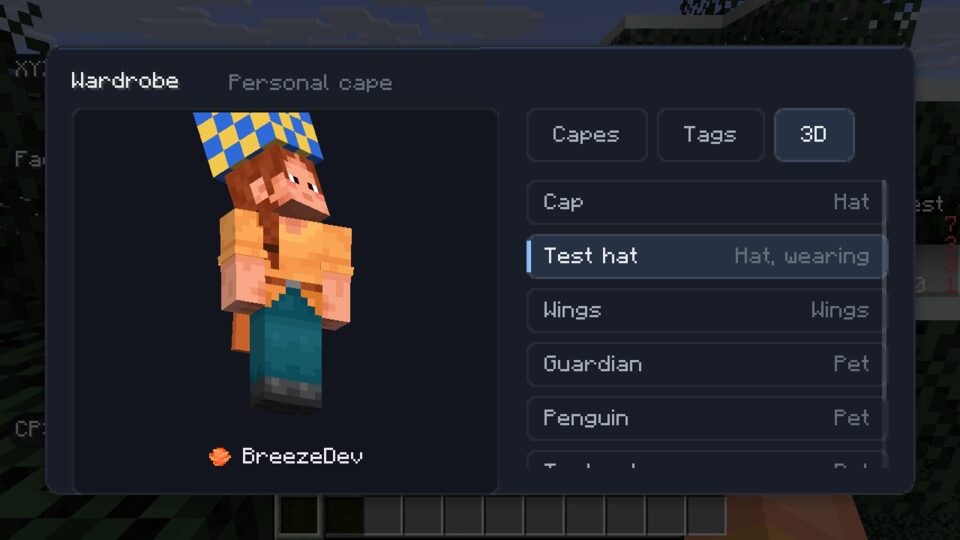 Wardrobe
Personal cape
XYZ
Capes
Tags
3D
Cap
Hat
Test hat
Hat, wearing
Wings
Wings
Guardian
Pet
Penguin
Pet
BreezeDev